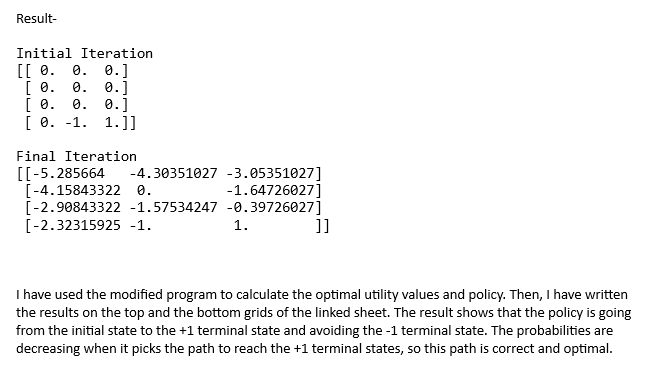 Result-
Initial Iteration
[[ 0.  0.  0.]
 [ 0.  0.  0.]
 [ 0.  0.  0.]
 [ 0. -1.  1.]]
Final Iteration
[[-5.285664   -4.30351027 -3.05351027]
 [-4.15843322  0.         -1.64726027]
 [-2.90843322 -1.57534247 -0.39726027]
 [-2.32315925 -1.          1.        ]]
I have used the modified program to calculate the optimal utility values and policy. Then, I have written
the results on the top and the bottom grids of the linked sheet. The result shows that the policy is going
from the initial state to the +1 terminal state and avoiding the -1 terminal state. The probabilities are
decreasing when it picks the path to reach the +1 terminal states, so this path is correct and optimal.